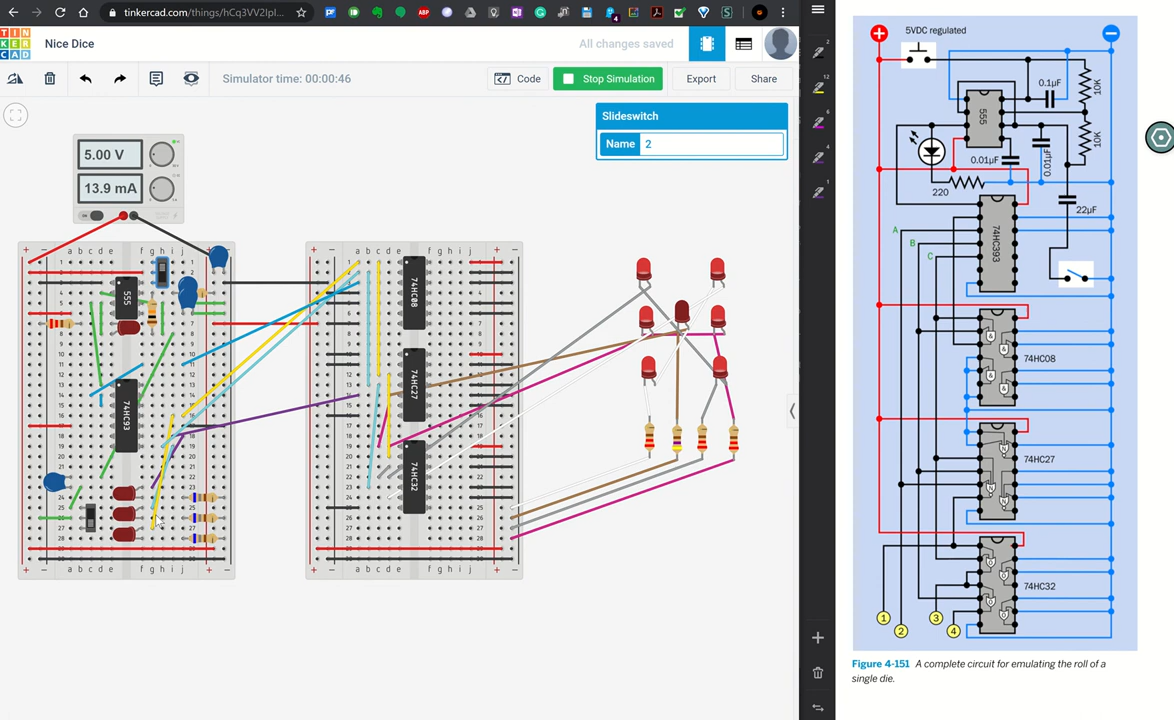 tinkercad.com/things/hCq3VV2IpI...
TIN
KER
CAD
Nice Dice
All changes saved
Simulator time: 00:00:46
Code
Stop Simulation
Export
Share
Slideswitch
Name 2
5.00 V
13.9 mA
555
74HC93
74HC08
74HC27
74HC32
5VDC regulated
0.1µF
10K
555
10K
0.01µF
0.01µF
220
22µF
74HC393
A
B
C
74HC08
74HC27
74HC32
1
2
3
4
Figure 4-151 A complete circuit for emulating the roll of a
single die.